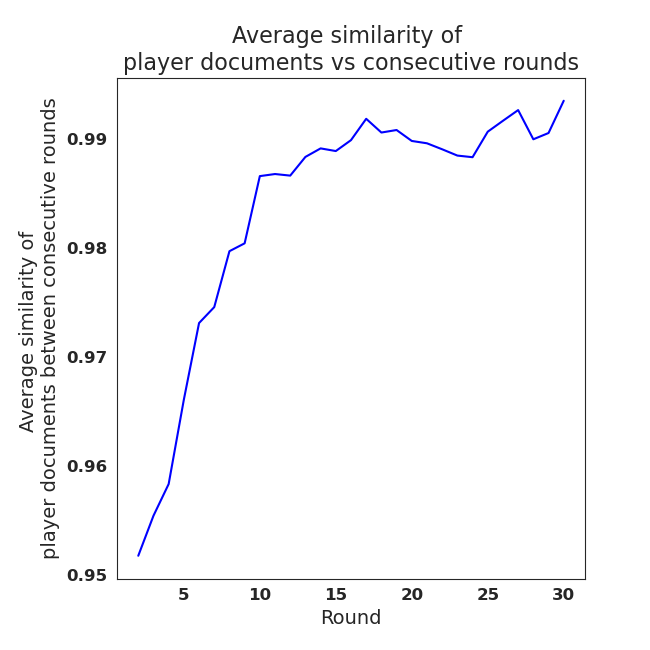 Average similarity of
player documents vs consecutive rounds
Average similarity of
player documents between consecutive rounds
0.99
0.98
0.97
0.96
0.95
5 10 15 20 25 30
Round